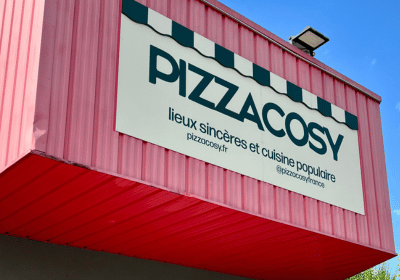 PIZZACOSY
lieux sincères et cuisine populaire
pizzacosy.fr
@pizzacosyfrance